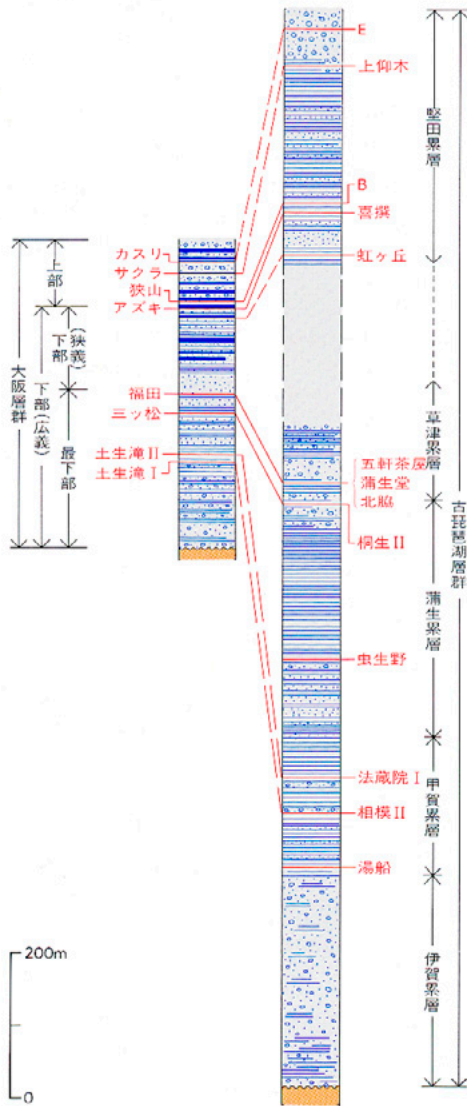 E
上仰木
B
喜撰
虹ヶ丘
カスリ
サクラ
狭山
アズキ
福田
三ッ松
土生滝II
土生滝I
五軒茶屋
蒲生堂
北脇
桐生II
虫生野
法蔵院I
相模II
湯船
上部
下部(狭義)
最下部
下部(広義)
大阪層群
堅田累層
草津累層
蒲生累層
甲賀累層
伊賀累層
古琵琶湖層群
200m
0